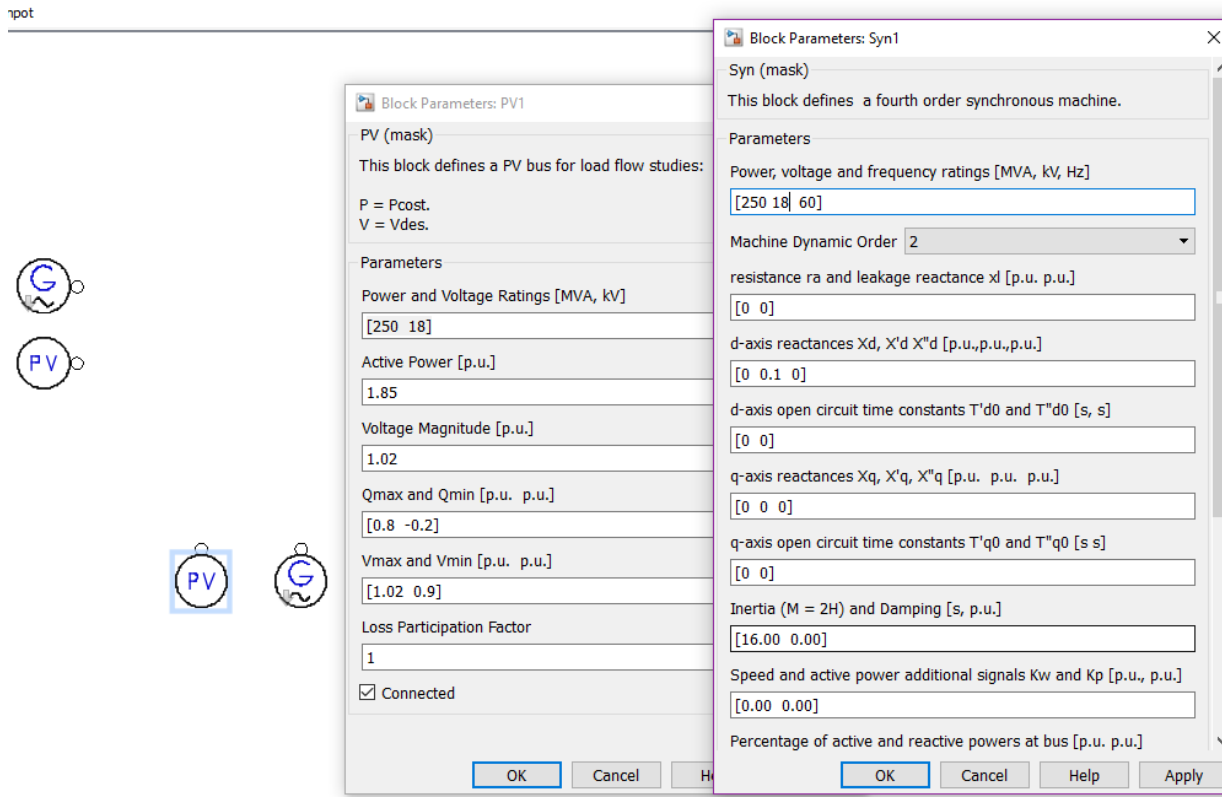 Block Parameters: PV1
PV (mask)
This block defines a PV bus for load flow studies:
P = Pcost.
V = Vdes.
Parameters
Power and Voltage Ratings [MVA, kV]
[250 18]
Active Power [p.u.]
1.85
Voltage Magnitude [p.u.]
1.02
Qmax and Qmin [p.u. p.u.]
[0.8 -0.2]
Vmax and Vmin [p.u. p.u.]
[1.02 0.9]
Loss Participation Factor
1
Connected
OK
Cancel
Block Parameters: Syn1
Syn (mask)
This block defines a fourth order synchronous machine.
Parameters
Power, voltage and frequency ratings [MVA, kV, Hz]
[250 18 60]
Machine Dynamic Order 2
resistance ra and leakage reactance xl [p.u. p.u.]
[0 0]
d-axis reactances Xd, X'd X"d [p.u.,p.u.,p.u.]
[0 0.1 0]
d-axis open circuit time constants T'd0 and T"d0 [s, s]
[0 0]
q-axis reactances Xq, X'q, X"q [p.u. p.u. p.u.]
[0 0 0]
q-axis open circuit time constants T'q0 and T"q0 [s s]
[0 0]
Inertia (M = 2H) and Damping [s, p.u.]
[16.00 0.00]
Speed and active power additional signals Kw and Kp [p.u., p.u.]
[0.00 0.00]
Percentage of active and reactive powers at bus [p.u. p.u.]
OK
Cancel
Help
Apply
G
PV
PV
G